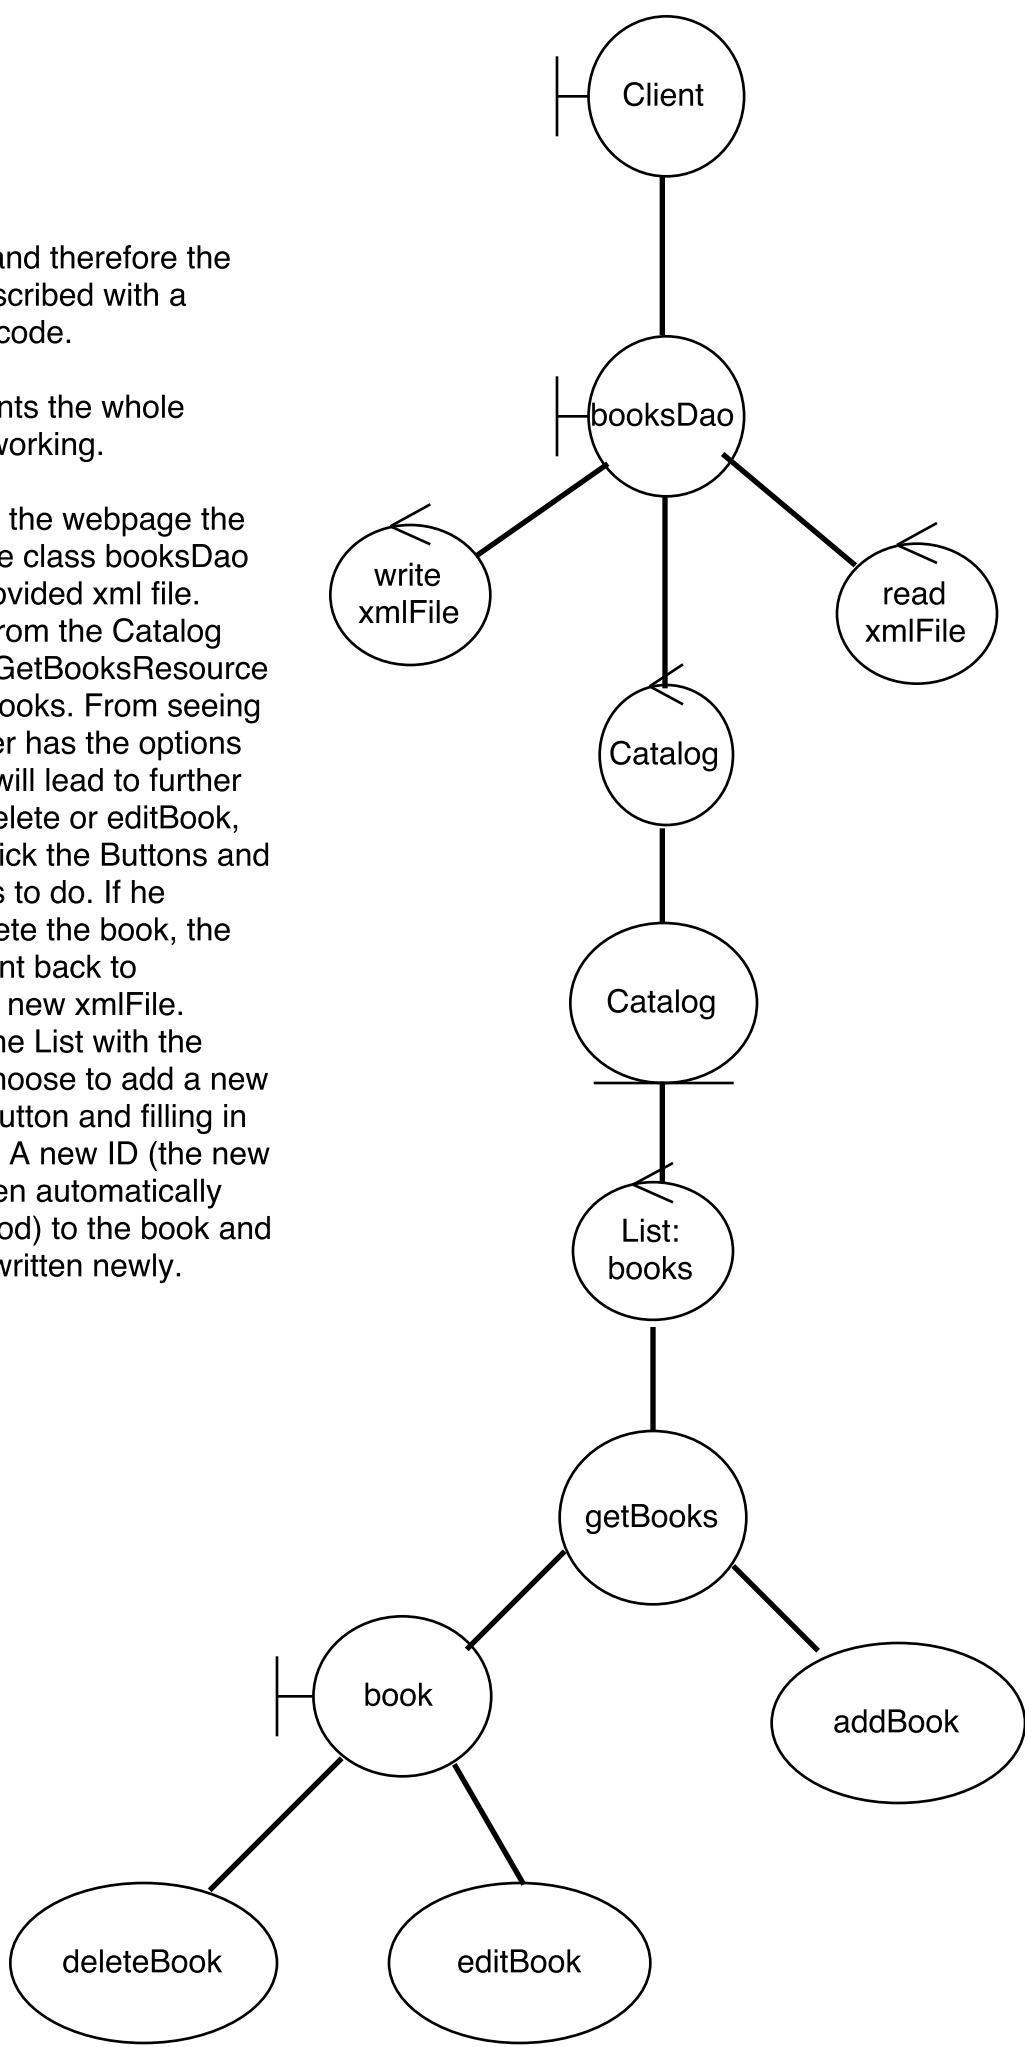 Client
and therefore the
scribed with a
code.
nts the whole
working.
the webpage the
e class booksDao
ovided xml file.
rom the Catalog
GetBooksResource
ooks. From seeing
er has the options
will lead to further
elete or editBook,
ick the Buttons and
s to do. If he
ete the book, the
nt back to
new xmlFile.
ne List with the
hoose to add a new
utton and filling in
A new ID (the new
en automatically
od) to the book and
written newly.
booksDao
write
xmlFile
read
xmlFile
Catalog
Catalog
List:
books
getBooks
book
addBook
deleteBook
editBook